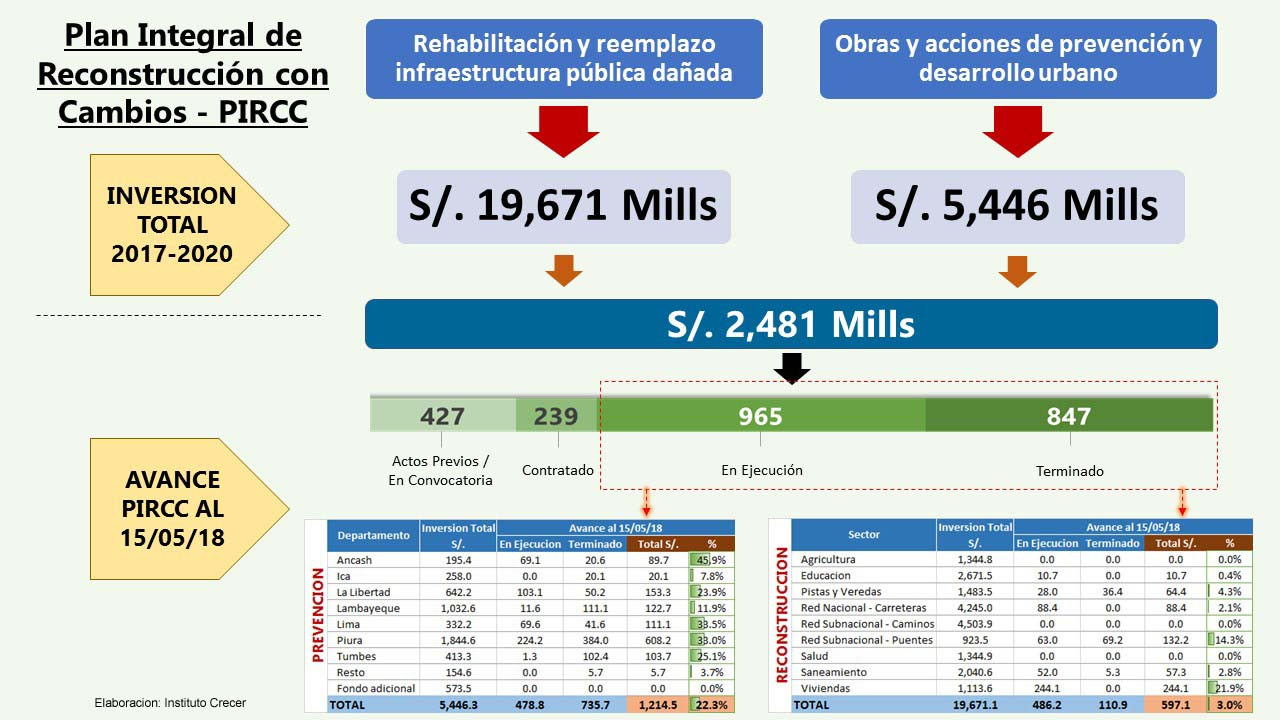 Plan Integral de
Reconstrucción con
Cambios - PIRCC
Rehabilitación y reemplazo
infraestructura pública dañada
Obras y acciones de prevención y
desarrollo urbano
INVERSION
TOTAL
2017-2020
S/. 19,671 Mills
S/. 5,446 Mills
S/. 2,481 Mills
427 239 965 847
Actos Previos /
En Convocatoria
Contratado
En Ejecución
Terminado
AVANCE
PIRCC AL
15/05/18
PREVENCION
Departamento Inversion Total S/. Avance al 15/05/18
En Ejecucion Terminado Total S/. %
Ancash 195.4 69.1 20.6 89.7 45.9%
Ica 258.0 0.0 20.1 20.1 7.8%
La Libertad 642.2 103.1 50.2 153.3 23.9%
Lambayeque 1,032.6 11.6 111.1 122.7 11.9%
Lima 332.2 69.6 41.6 111.1 33.5%
Piura 1,844.6 224.2 384.0 608.2 33.0%
Tumbes 413.3 1.3 102.4 103.7 25.1%
Resto 154.6 0.0 5.7 5.7 3.7%
Fondo adicional 573.5 0.0 0.0 0.0 0.0%
TOTAL 5,446.3 478.8 735.7 1,214.5 22.3%
RECONSTRUCCION
Sector Inversion Total S/. Avance al 15/05/18
En Ejecucion Terminado Total S/. %
Agricultura 1,344.8 0.0 0.0 0.0 0.0%
Educacion 2,671.5 10.7 0.0 10.7 0.4%
Pistas y Veredas 1,483.5 28.0 36.4 64.4 4.3%
Red Nacional - Carreteras 4,245.0 88.4 0.0 88.4 2.1%
Red Subnacional - Caminos 4,503.9 0.0 0.0 0.0 0.0%
Red Subnacional - Puentes 923.5 63.0 69.2 132.2 14.3%
Salud 1,344.9 0.0 0.0 0.0 0.0%
Saneamiento 2,040.6 52.0 5.3 57.3 2.8%
Viviendas 1,113.6 244.1 0.0 244.1 21.9%
TOTAL 19,671.1 486.2 110.9 597.1 3.0%
Elaboracion: Instituto Crecer